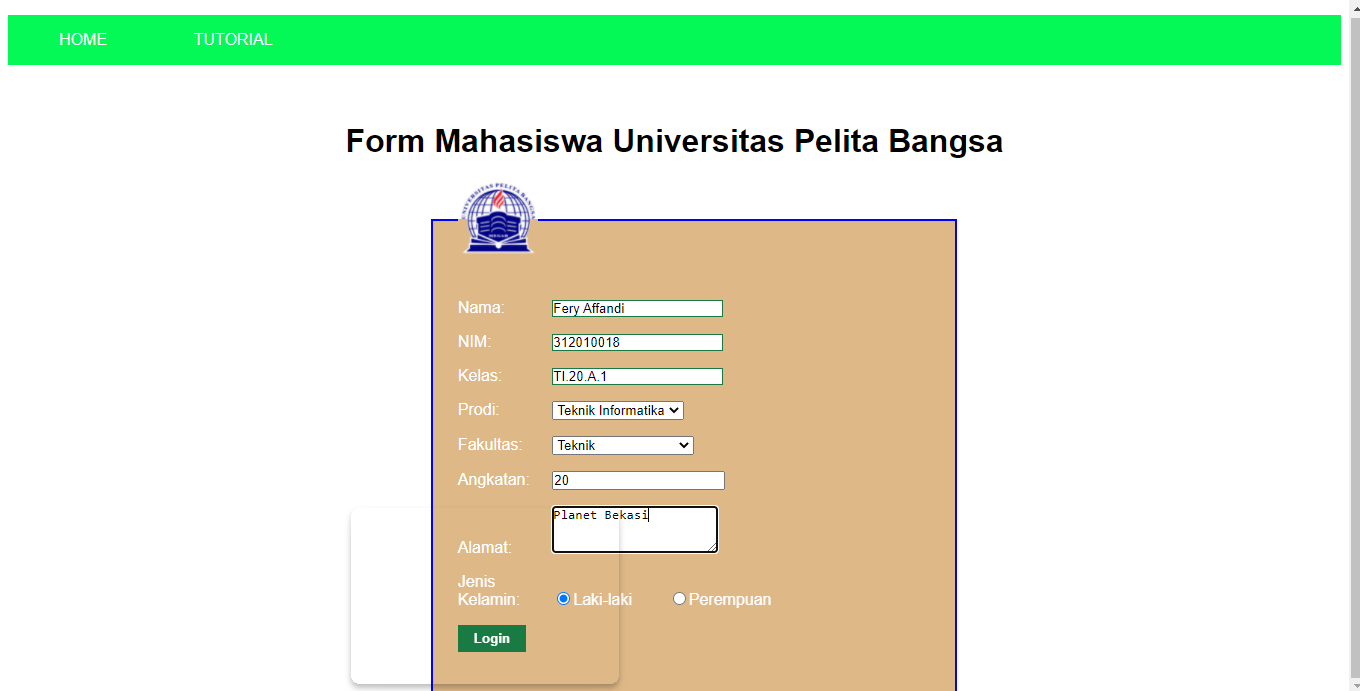 HOME TUTORIAL
Form Mahasiswa Universitas Pelita Bangsa
UNIVERSITAS PELITA BANGSA
Nama: Fery Affandi
NIM: 312010018
Kelas: TI.20.A.1
Prodi: Teknik Informatika
Fakultas: Teknik
Angkatan: 20
Alamat: Planet Bekasi
Jenis
Kelamin: Laki-laki Perempuan
Login